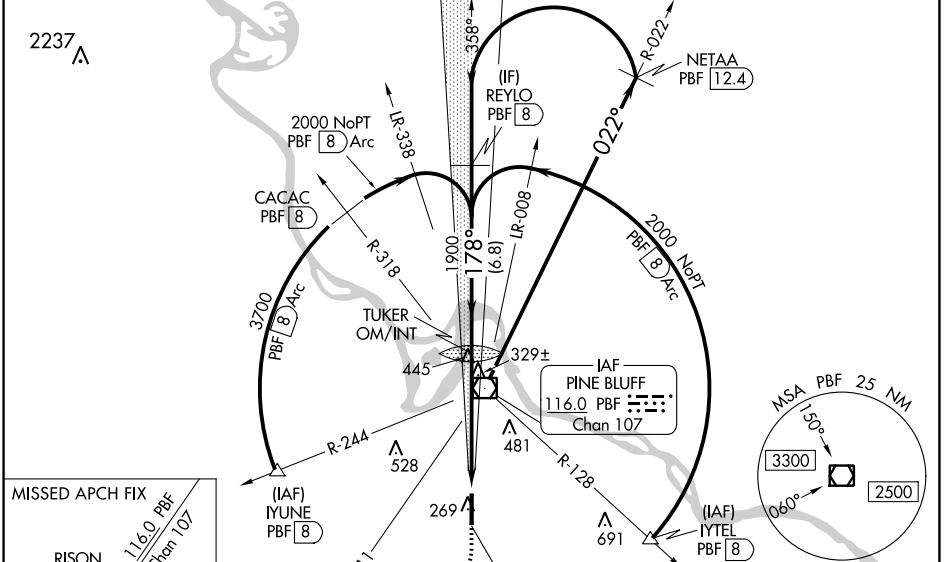 2237
358°
R-022
NETAA
PBF 12.4
(IF)
REYLO
PBF 8
022°
2000 NoPT
PBF 8 Arc
LR-338
LR-008
CACAC
PBF 8
R-318
1900
178°
(6.8)
2000 NoPT
PBF 8 Arc
3700
PBF 8 Arc
TUKER
OM/INT
445
329±
IAF
PINE BLUFF
116.0 PBF
Chan 107
MSA PBF 25 NM
150°
3300
2500
060°
R-244
528
481
R-128
(IAF)
IYUNE
PBF 8
269
691
(IAF)
IYTEL
PBF 8
MISSED APCH FIX
116.0 PBF
Chan 107
RISON